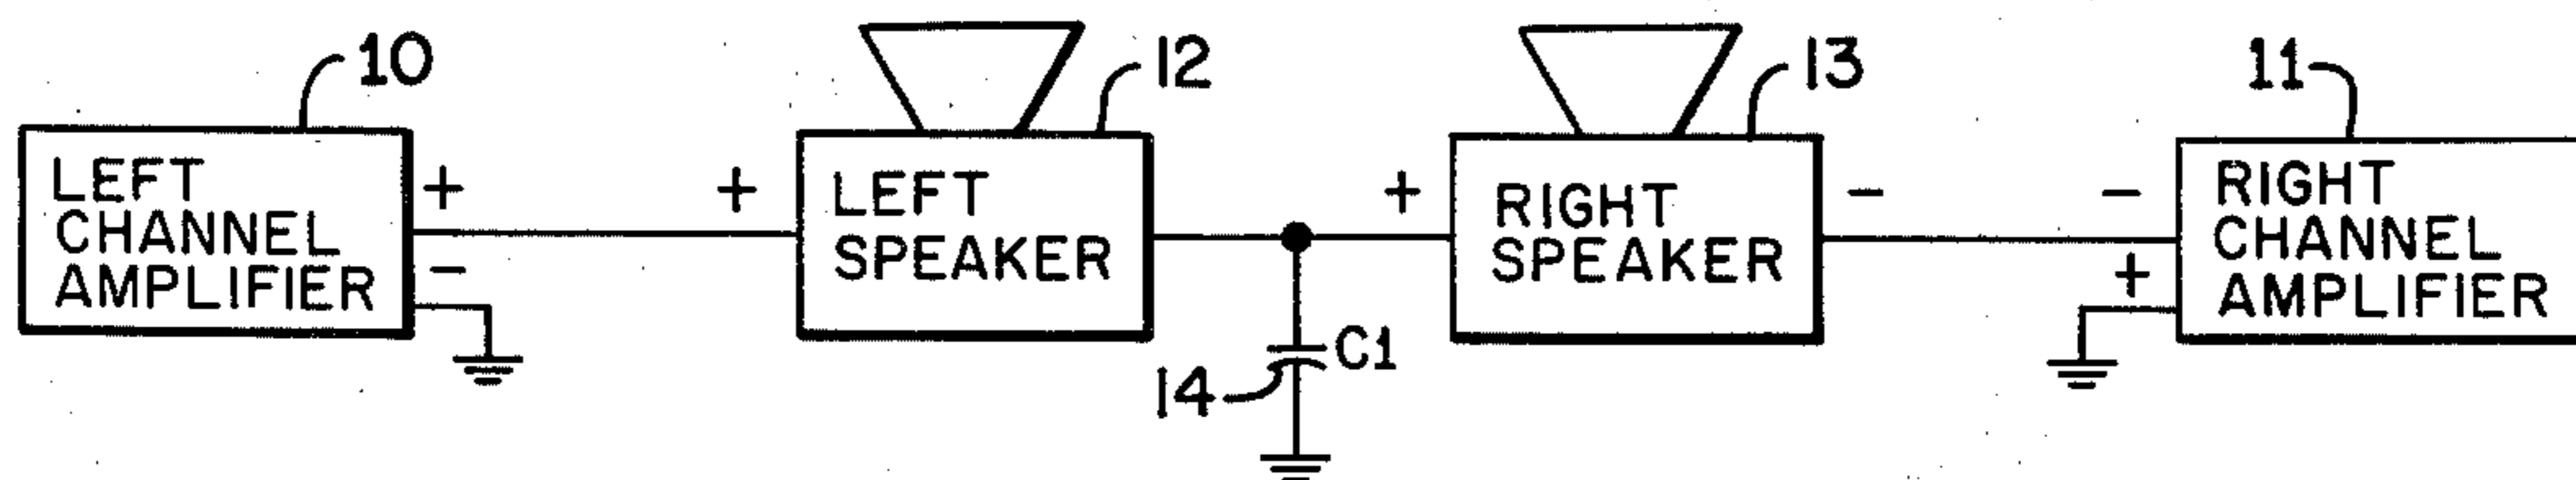 10
12
13
11
LEFT
CHANNEL
AMPLIFIER
+
-
+
LEFT
SPEAKER
+
RIGHT
SPEAKER
-
-
+
RIGHT
CHANNEL
AMPLIFIER
C1
14